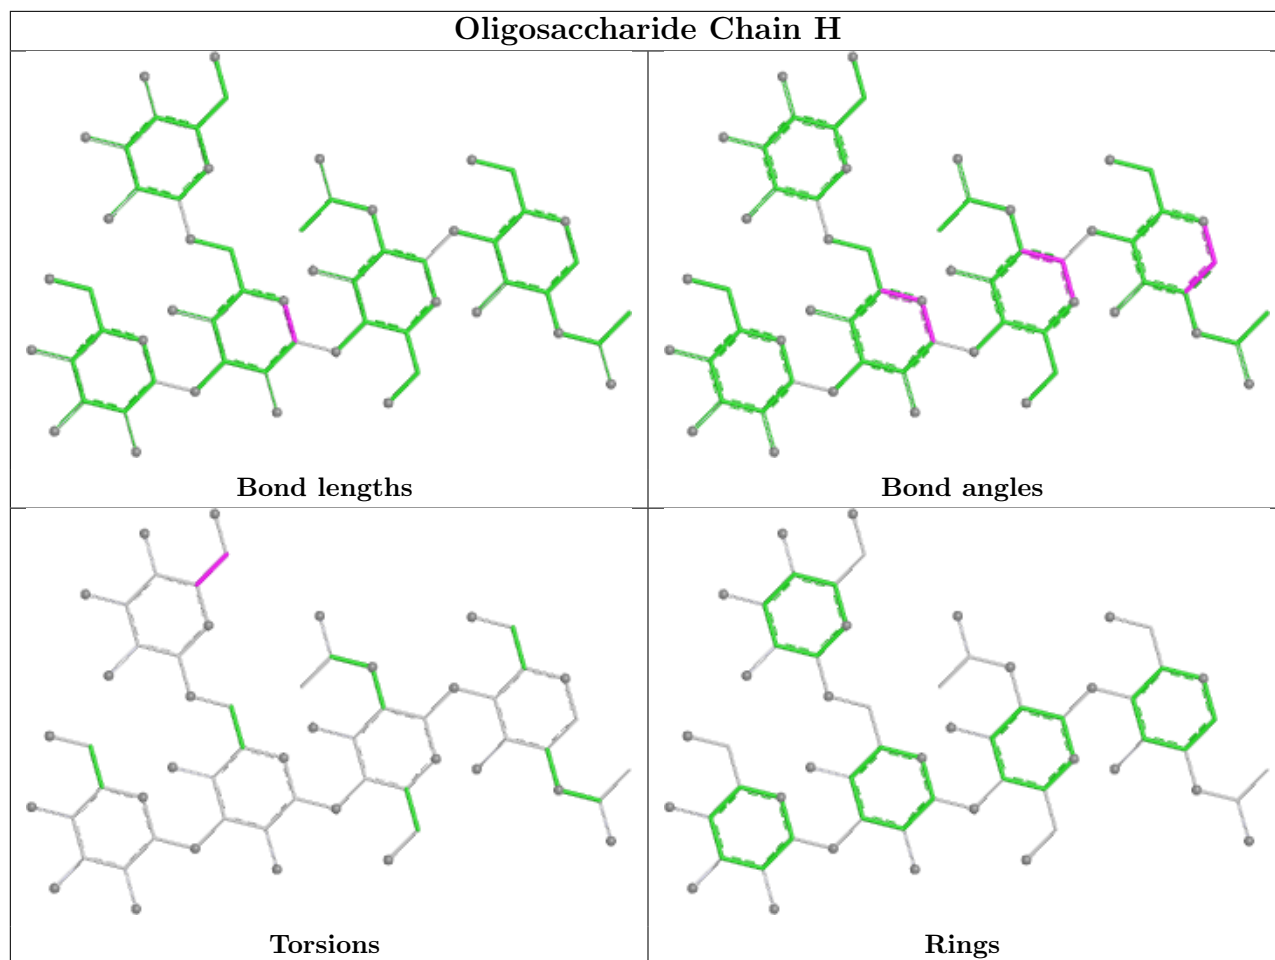 Oligosaccharide Chain H
Bond lengths
Bond angles
Torsions
Rings